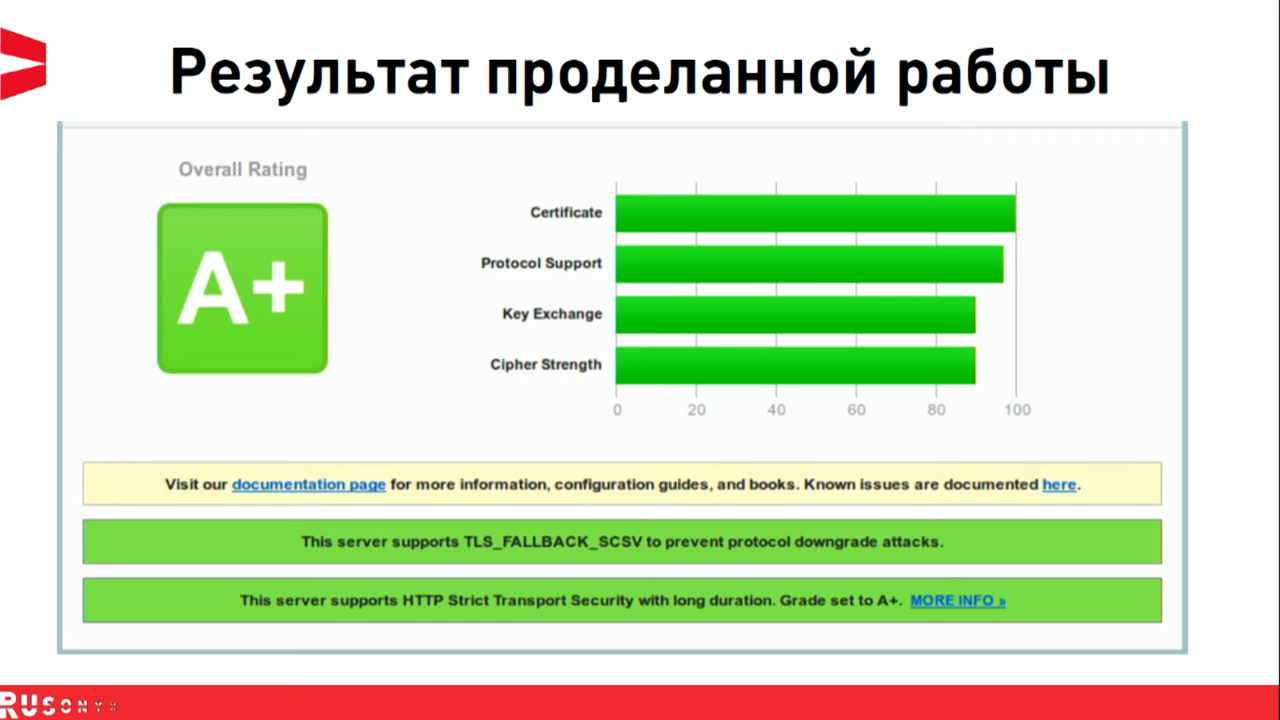 Результат проделанной работы
Overall Rating
A+
Certificate
Protocol Support
Key Exchange
Cipher Strength
0 20 40 60 80 100
Visit our documentation page for more information, configuration guides, and books. Known issues are documented here.
This server supports TLS_FALLBACK_SCSV to prevent protocol downgrade attacks.
This server supports HTTP Strict Transport Security with long duration. Grade set to A+. MORE INFO »
RUSONYX